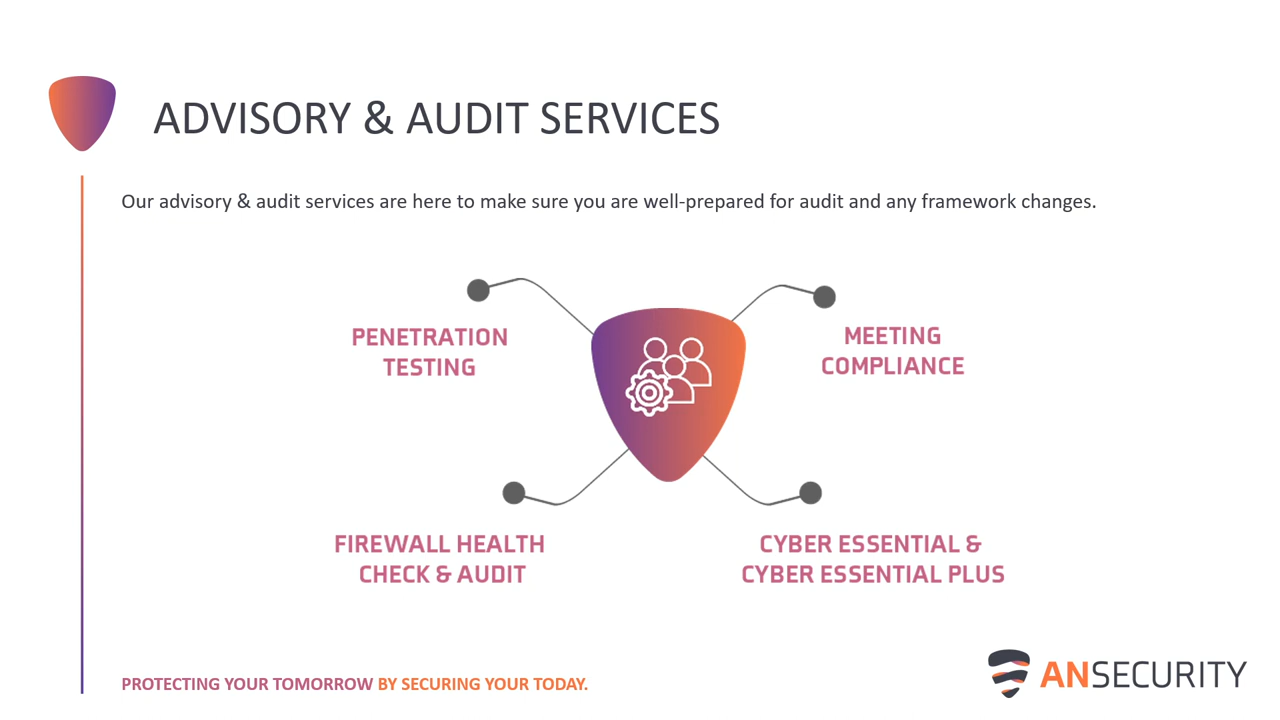 ADVISORY & AUDIT SERVICES
Our advisory & audit services are here to make sure you are well-prepared for audit and any framework changes.
PENETRATION
TESTING
MEETING
COMPLIANCE
FIREWALL HEALTH
CHECK & AUDIT
CYBER ESSENTIAL &
CYBER ESSENTIAL PLUS
PROTECTING YOUR TOMORROW BY SECURING YOUR TODAY.
ANSECURITY